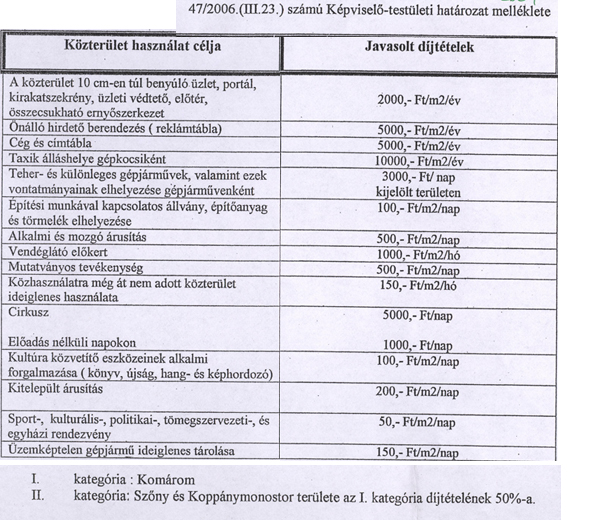 47/2006.(III.23.) számú Képviselő-testületi határozat melléklete
Közterület használat célja
Javasolt díjtételek
A közterület 10 cm-en túl benyúló üzlet, portál,
kirakatszekrény, üzleti védtető, előtér,
összecsukható ernyőszerkezet
2000,- Ft/m2/év
Önálló hirdető berendezés ( reklámtábla)
5000,- Ft/m2/év
Cég és címtábla
5000,- Ft/m2/év
Taxik álláshelye gépkocsiként
10000,- Ft/m2/év
Teher- és különleges gépjárművek, valamint ezek
vontatmányainak elhelyezése gépjárművenként
3000,- Ft/ nap
kijelölt területen
Építési munkával kapcsolatos állvány, építőanyag
és törmelék elhelyezése
100,- Ft/m2/nap
Alkalmi és mozgó árusítás
500,- Ft/m2/nap
Vendéglátó előkert
1000,- Ft/m2/hó
Mutatványos tevékenység
500,- Ft/m2/nap
Közhasználatra még át nem adott közterület
ideiglenes használata
150,- Ft/m2/hó
Cirkusz
5000,- Ft/nap
Előadás nélküli napokon
1000,- Ft/nap
Kultúra közvetítő eszközeinek alkalmi
forgalmazása ( könyv, újság, hang- és képhordozó)
100,- Ft/m2/nap
Kitelepült árusítás
200,- Ft/m2/nap
Sport-, kulturális-, politikai-, tömegszervezeti-, és
egyházi rendezvény
50,- Ft/m2/nap
Üzemképtelen gépjármű ideiglenes tárolása
150,- Ft/m2/nap
I. kategória : Komárom
II. kategória: Szőny és Koppánymonostor területe az I. kategória díjtételének 50%-a.